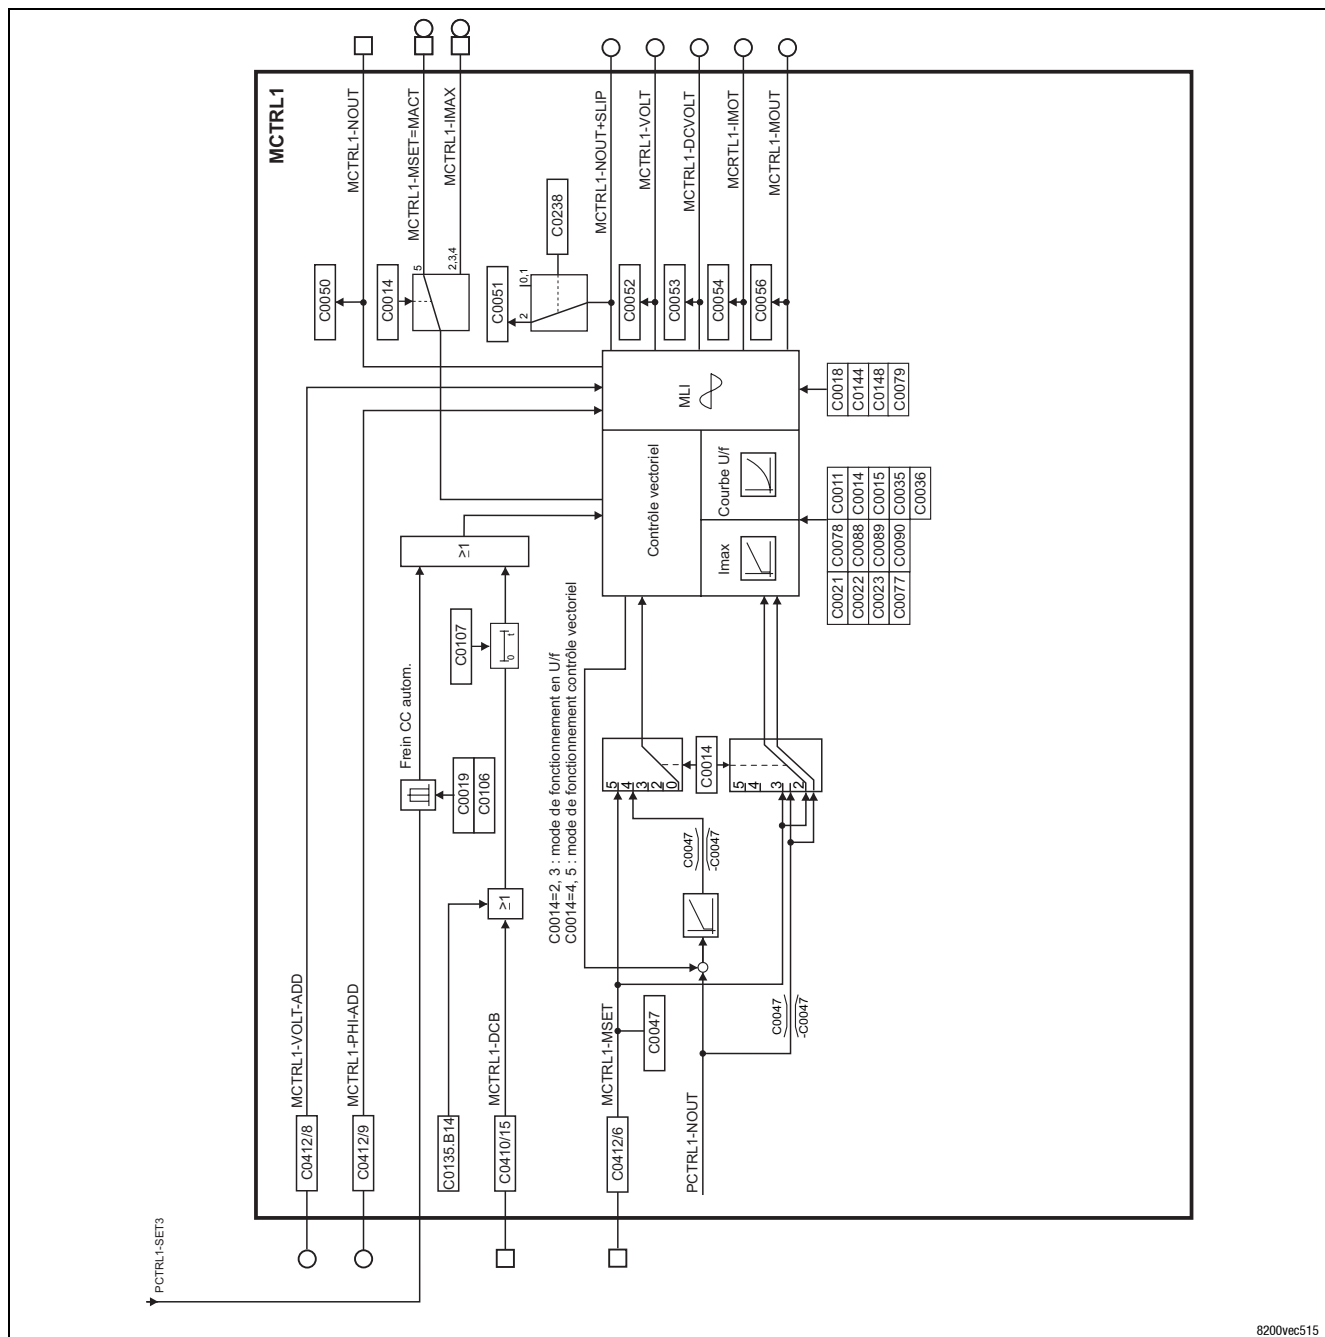 MCTRL1
MCTRL1-NOUT
MCTRL1-MSET=MACT
MCTRL1-IMAX
MCTRL1-NOUT+SLIP
MCTRL1-VOLT
MCTRL1-DCVOLT
MCRTL1-IMOT
MCTRL1-MOUT
C0050
C0014
5
2,3,4
C0051
2
0,1
C0238
C0052
C0053
C0054
C0056
MLI
C0018
C0144
C0148
C0079
Contrôle vectoriel
Courbe U/f
Imax
C0021 C0078 C0011
C0022 C0088 C0014
C0023 C0089 C0015
C0077 C0090 C0035
C0036
≥1
C0107
0 t
Frein CC autom.
C0019
C0106
≥1
C0014=2, 3 : mode de fonctionnement en U/f
C0014=4, 5 : mode de fonctionnement contrôle vectoriel
5
4
3
2
0
C0014
5
4
3
2
C0047
-C0047
C0047
-C0047
MCTRL1-VOLT-ADD
MCTRL1-PHI-ADD
MCTRL1-DCB
MCTRL1-MSET
C0047
PCTRL1-NOUT
C0412/8
C0412/9
C0135.B14
C0410/15
C0412/6
PCTRL1-SET3
8200vec515